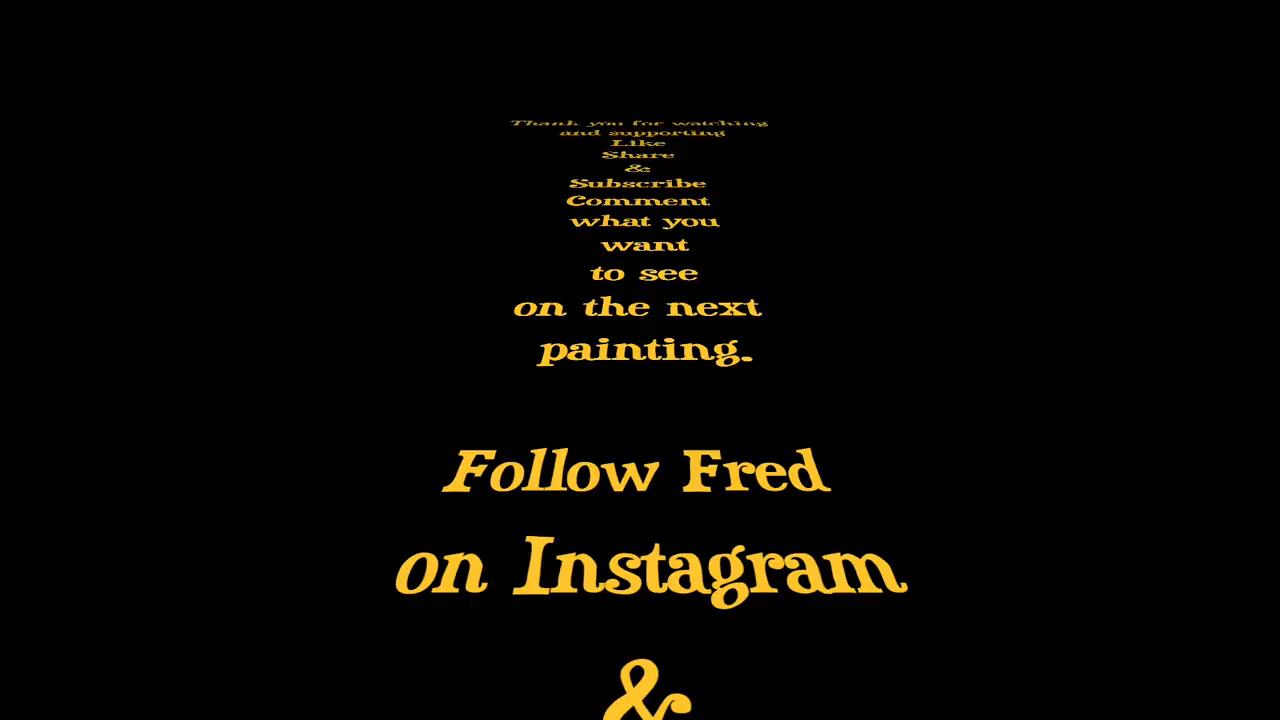 Thank you for watching
and supporting
Like
Share
&
Subscribe
Comment
what you
want
to see
on the next
painting.
Follow Fred
on Instagram
&